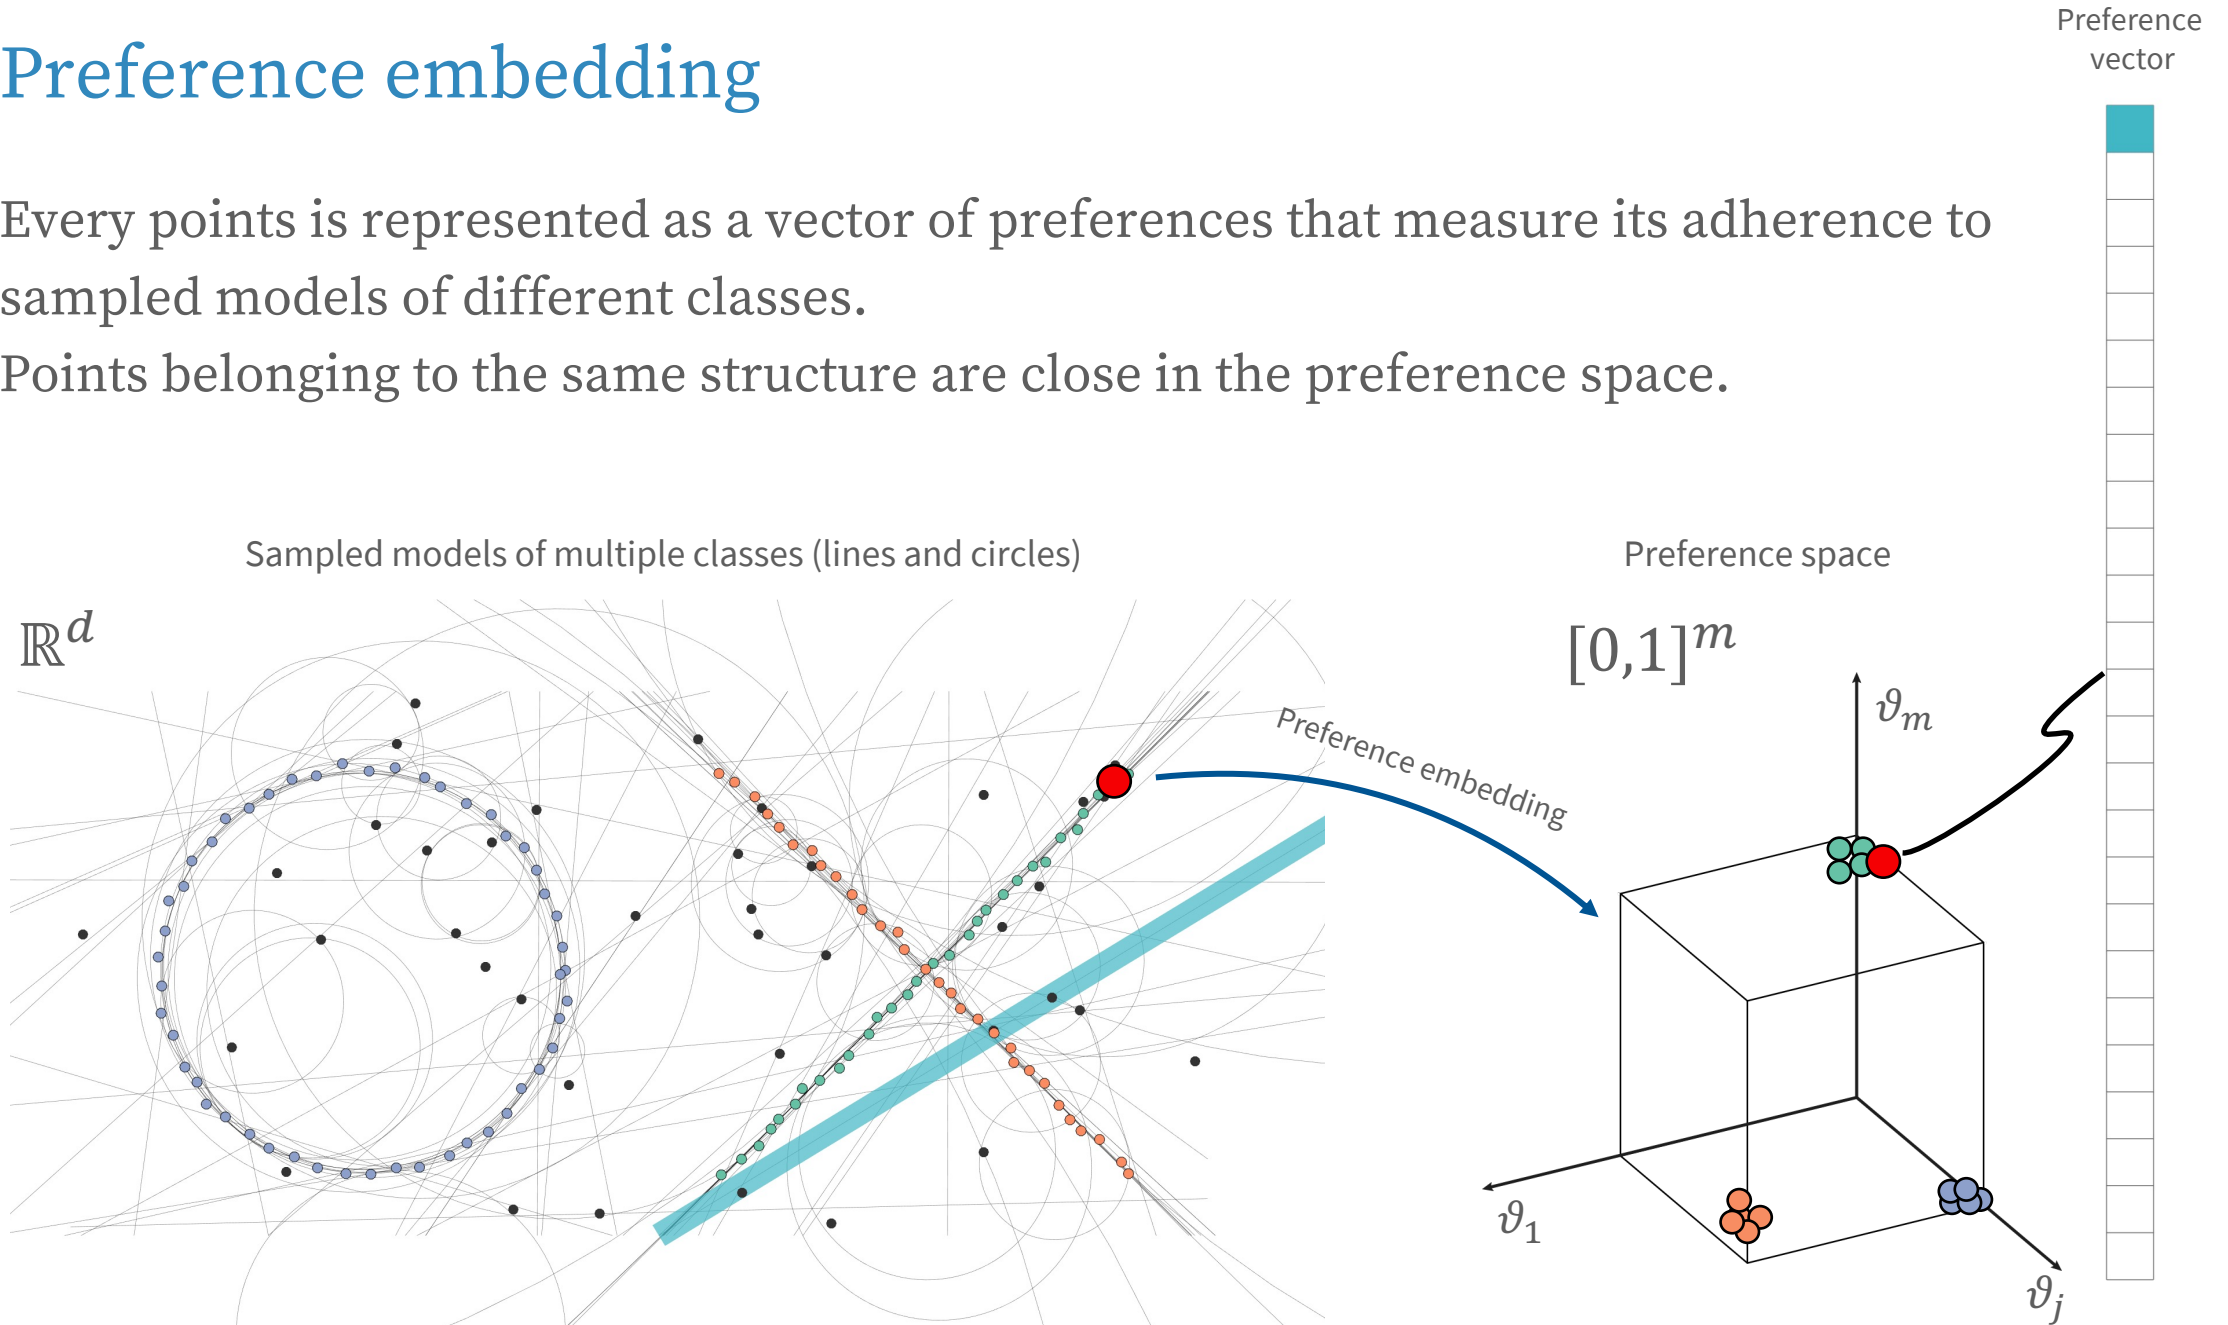 Preference
vector
Preference embedding
Every points is represented as a vector of preferences that measure its adherence to
sampled models of different classes.
Points belonging to the same structure are close in the preference space.
Sampled models of multiple classes (lines and circles)
Preference space
ℝ^d
[0,1]^m
ϑ_m
Preference embedding
ϑ_1
ϑ_j